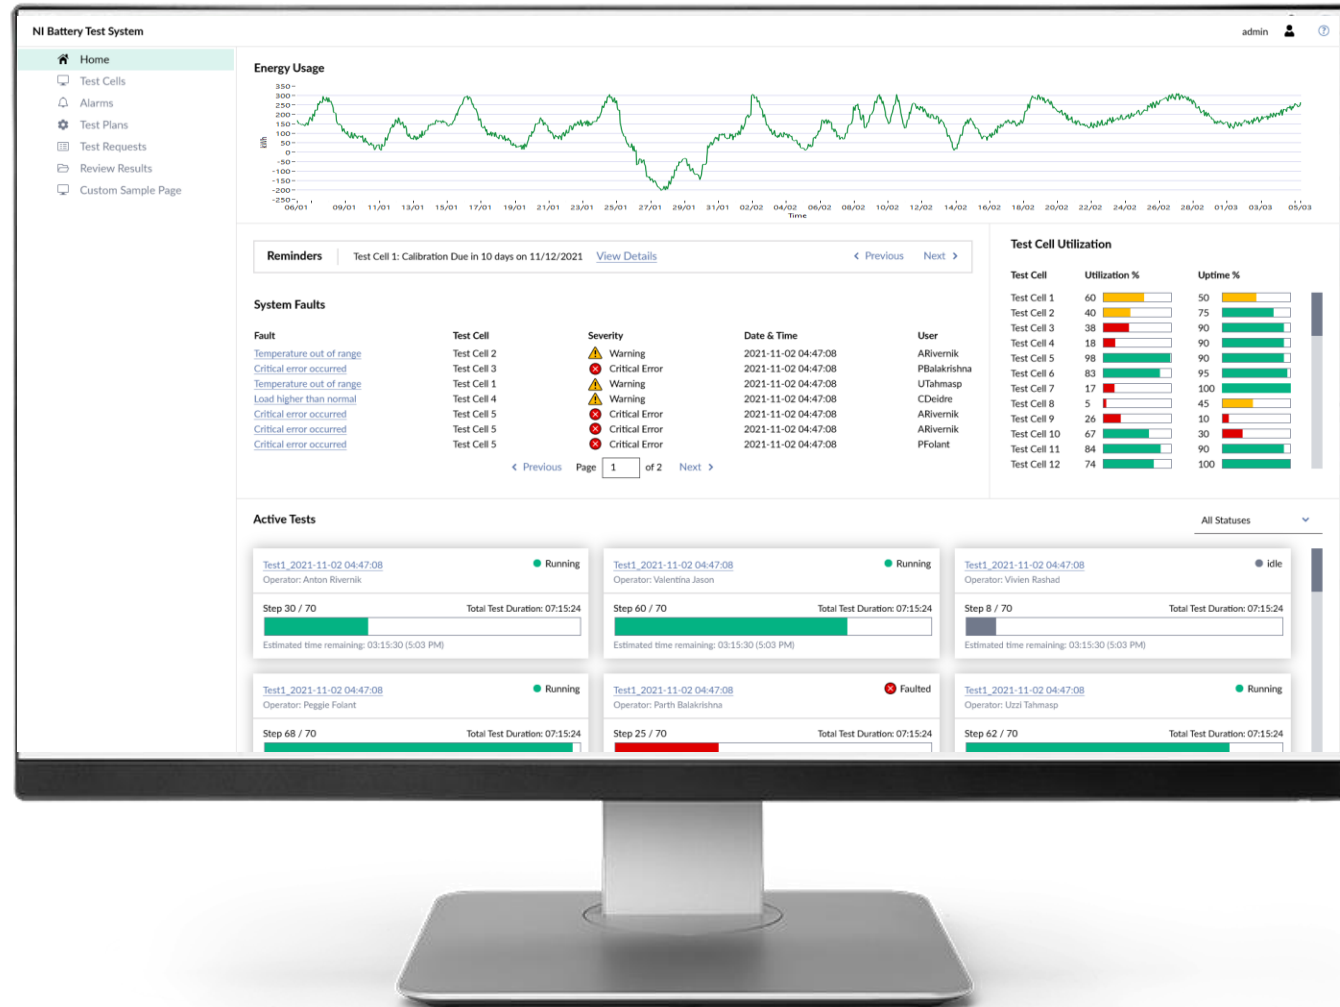 NI Battery Test System
admin
Home
Test Cells
Alarms
Test Plans
Test Requests
Review Results
Custom Sample Page
Energy Usage
350
300
250
200
150
100
50
0
-50
-100
-150
-200
-250
06/01 09/01 11/01 13/01 15/01 17/01 19/01 21/01 23/01 25/01 27/01 29/01 31/01 02/02 04/02 06/02 08/02 10/02 12/02 14/02 16/02 18/02 20/02 22/02 24/02 26/02 28/02 01/03 03/03 05/03
Time
Reminders Test Cell 1: Calibration Due in 10 days on 11/12/2021 View Details Previous Next
System Faults
Fault Test Cell Severity Date & Time User
Temperature out of range Test Cell 2 Warning 2021-11-02 04:47:08 ARivernik
Critical error occurred Test Cell 3 Critical Error 2021-11-02 04:47:08 PBalakrishna
Temperature out of range Test Cell 1 Warning 2021-11-02 04:47:08 UTahmasp
Load higher than normal Test Cell 4 Warning 2021-11-02 04:47:08 CDeidre
Critical error occurred Test Cell 5 Critical Error 2021-11-02 04:47:08 ARivernik
Critical error occurred Test Cell 5 Critical Error 2021-11-02 04:47:08 ARivernik
Critical error occurred Test Cell 5 Critical Error 2021-11-02 04:47:08 PFolant
Previous Page 1 of 2 Next
Test Cell Utilization
Test Cell Utilization % Uptime %
Test Cell 1 60 50
Test Cell 2 40 75
Test Cell 3 38 90
Test Cell 4 18 90
Test Cell 5 98 90
Test Cell 6 83 95
Test Cell 7 17 100
Test Cell 8 5 45
Test Cell 9 26 10
Test Cell 10 67 30
Test Cell 11 84 90
Test Cell 12 74 100
Active Tests
All Statuses
Test1_2021-11-02 04:47:08 Running
Operator: Anton Rivernik
Step 30 / 70 Total Test Duration: 07:15:24
Estimated time remaining: 03:15:30 (5:03 PM)
Test1_2021-11-02 04:47:08 Running
Operator: Valentina Jason
Step 60 / 70 Total Test Duration: 07:15:24
Estimated time remaining: 03:15:30 (5:03 PM)
Test1_2021-11-02 04:47:08 idle
Operator: Vivien Rashad
Step 8 / 70 Total Test Duration: 07:15:24
Estimated time remaining: 03:15:30 (5:03 PM)
Test1_2021-11-02 04:47:08 Running
Operator: Peggie Folant
Step 68 / 70 Total Test Duration: 07:15:24
Test1_2021-11-02 04:47:08 Faulted
Operator: Parth Balakrishna
Step 25 / 70 Total Test Duration: 07:15:24
Test1_2021-11-02 04:47:08 Running
Operator: Uzzi Tahmasp
Step 62 / 70 Total Test Duration: 07:15:24